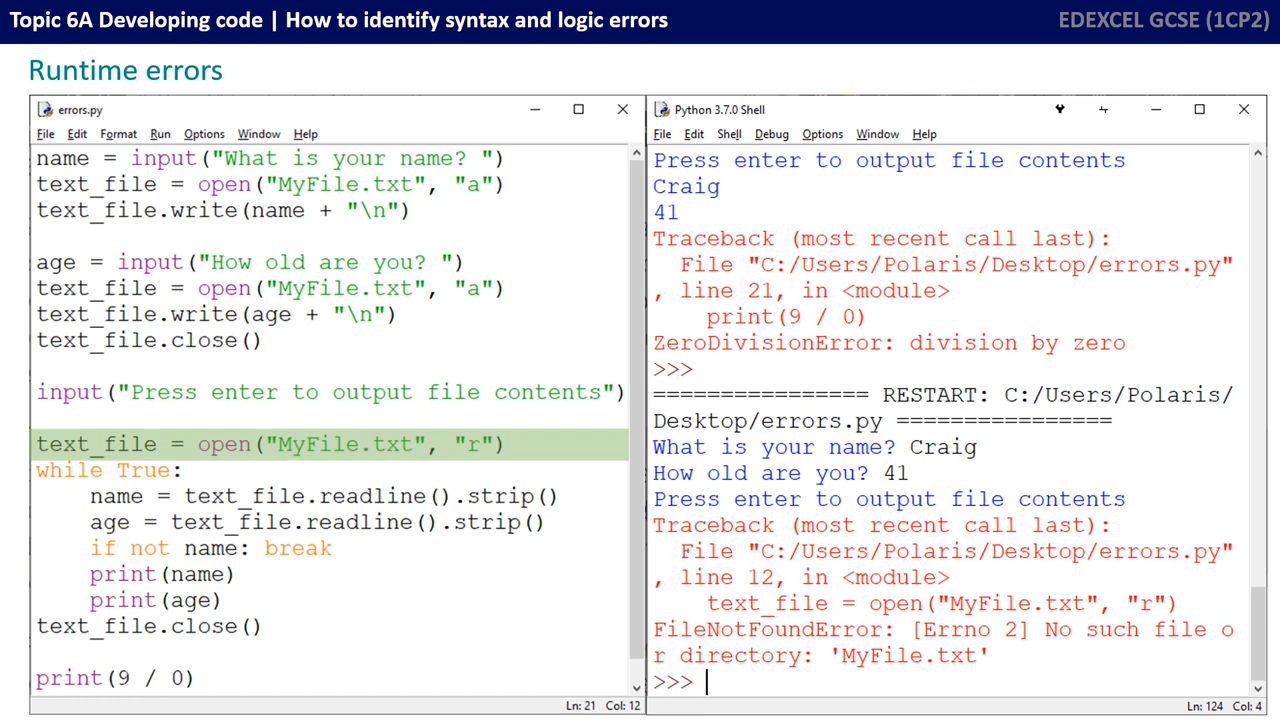 Topic 6A Developing code | How to identify syntax and logic errors
EDEXCEL GCSE (1CP2)
Runtime errors
errors.py
File Edit Format Run Options Window Help
name = input("What is your name? ")
text_file = open("MyFile.txt", "a")
text_file.write(name + "\n")
age = input("How old are you? ")
text_file = open("MyFile.txt", "a")
text_file.write(age + "\n")
text_file.close()
input("Press enter to output file contents")
text_file = open("MyFile.txt", "r")
while True:
    name = text_file.readline().strip()
    age = text_file.readline().strip()
    if not name: break
    print(name)
    print(age)
text_file.close()
print(9 / 0)
Ln: 21 Col: 12
Python 3.7.0 Shell
File Edit Shell Debug Options Window Help
Press enter to output file contents
Craig
41
Traceback (most recent call last):
  File "C:/Users/Polaris/Desktop/errors.py"
, line 21, in <module>
    print(9 / 0)
ZeroDivisionError: division by zero
>>>
================ RESTART: C:/Users/Polaris/
Desktop/errors.py ================
What is your name? Craig
How old are you? 41
Press enter to output file contents
Traceback (most recent call last):
  File "C:/Users/Polaris/Desktop/errors.py"
, line 12, in <module>
    text_file = open("MyFile.txt", "r")
FileNotFoundError: [Errno 2] No such file o
r directory: 'MyFile.txt'
>>>
Ln: 124 Col: 4